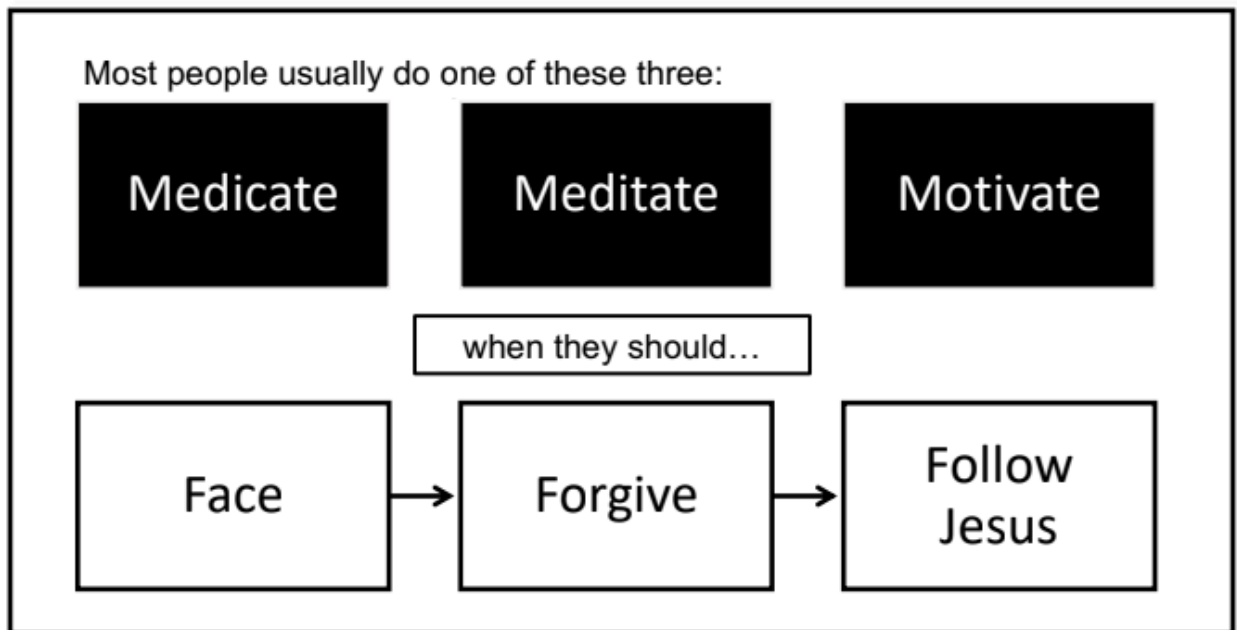 Most people usually do one of these three:
Medicate
Meditate
Motivate
when they should…
Face
Forgive
Follow
Jesus